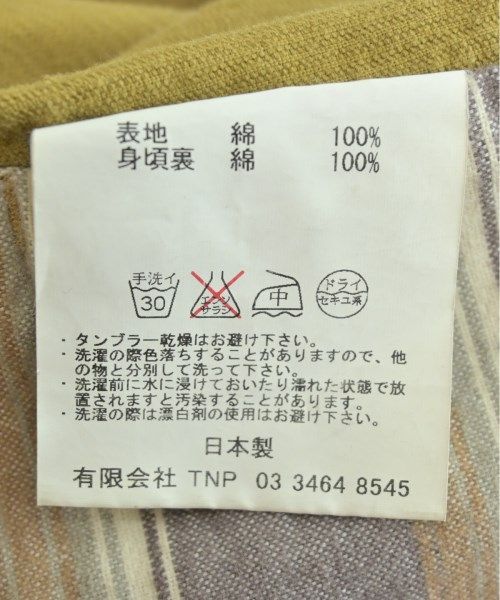 表地 綿 100%
身頃裏 綿 100%
手洗イ
30
エンソ
サラシ
中
ドライ
セキユ系
・タンブラー乾燥はお避け下さい。
・洗濯の際色落ちすることがありますので、他
の物と分別して洗って下さい。
・洗濯前に水に浸けておいたり濡れた状態で放
置されますと汚染することがあります。
・洗濯の際は漂白剤の使用はお避け下さい。
日本製
有限会社 TNP 03 3464 8545